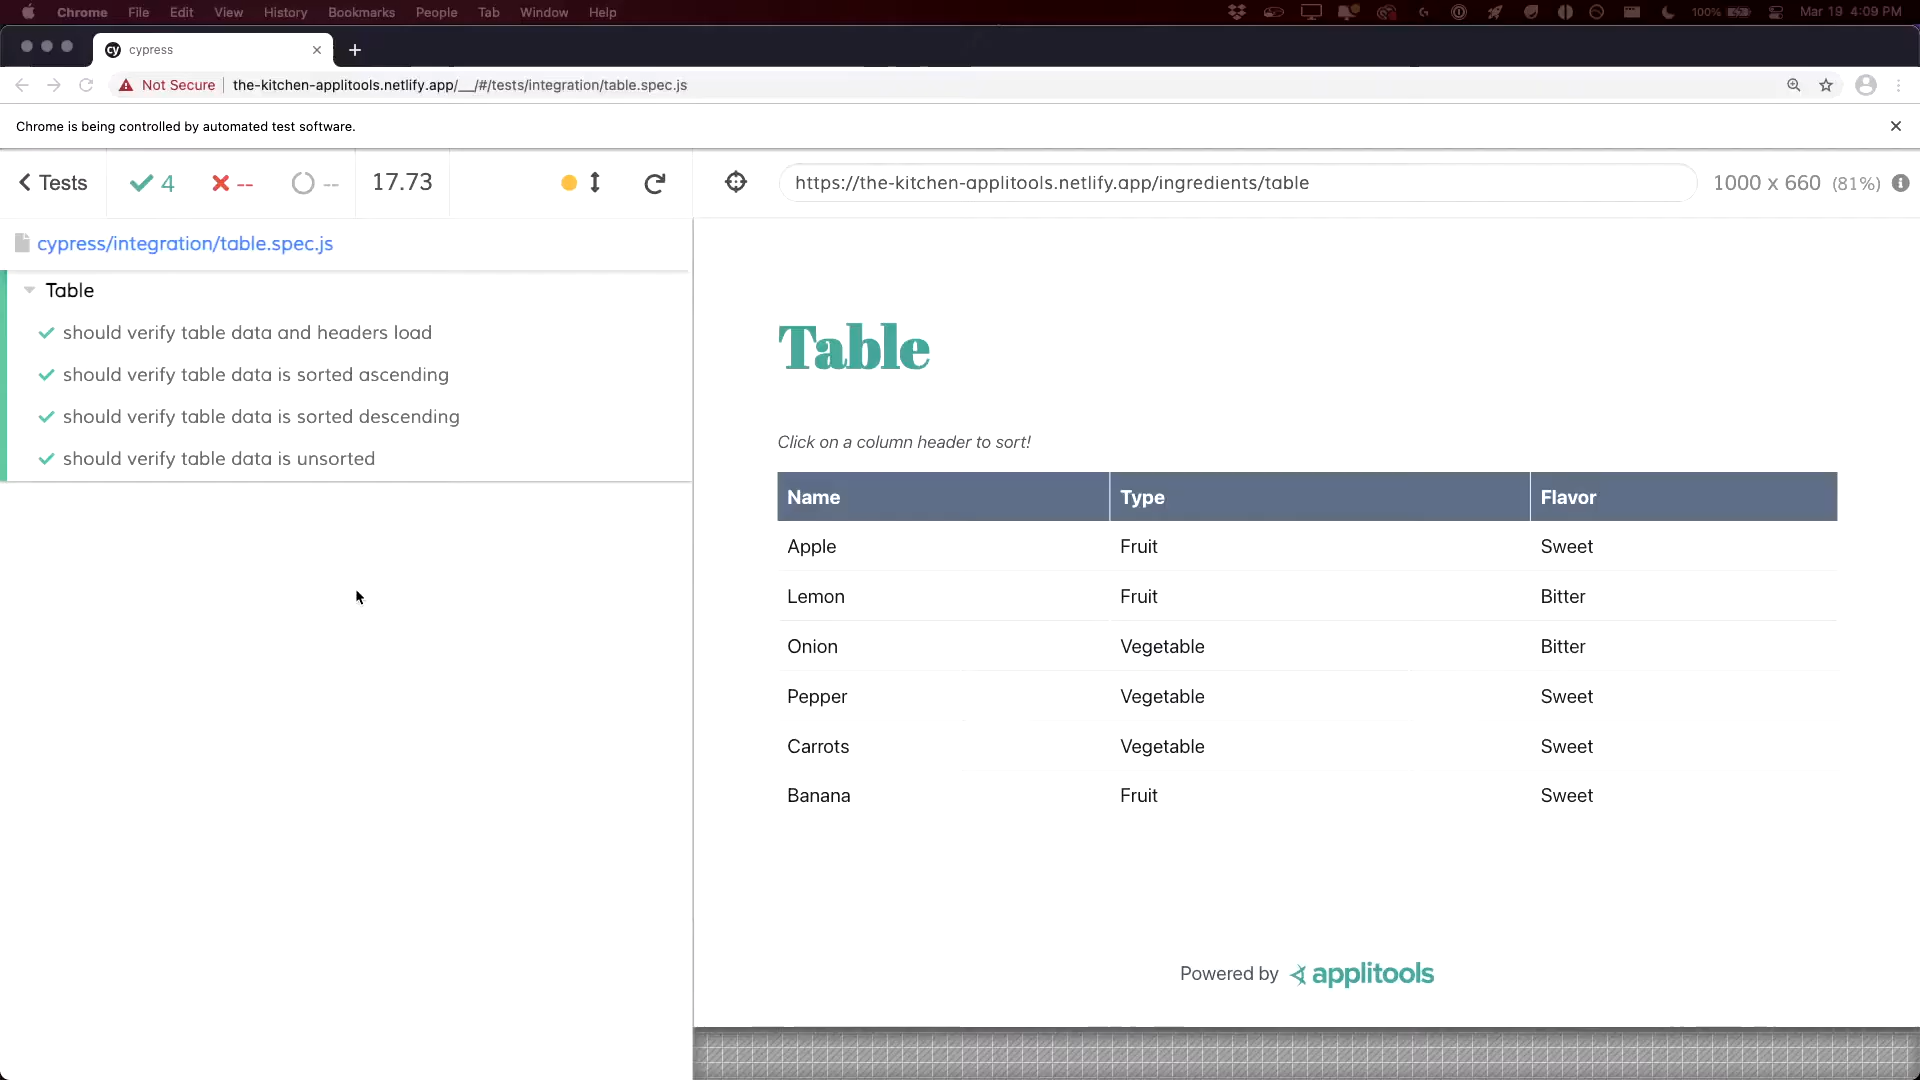 Chrome File Edit View History Bookmarks People Tab Window Help 100% Mar 19 4:09 PM
cy cypress
Not Secure the-kitchen-applitools.netlify.app/__/#/tests/integration/table.spec.js
Chrome is being controlled by automated test software.
Tests 4 -- -- 17.73 https://the-kitchen-applitools.netlify.app/ingredients/table 1000 x 660 (81%)
cypress/integration/table.spec.js
Table
should verify table data and headers load
should verify table data is sorted ascending
should verify table data is sorted descending
should verify table data is unsorted
Table
Click on a column header to sort!
Name Type Flavor
Apple Fruit Sweet
Lemon Fruit Bitter
Onion Vegetable Bitter
Pepper Vegetable Sweet
Carrots Vegetable Sweet
Banana Fruit Sweet
Powered by applitools